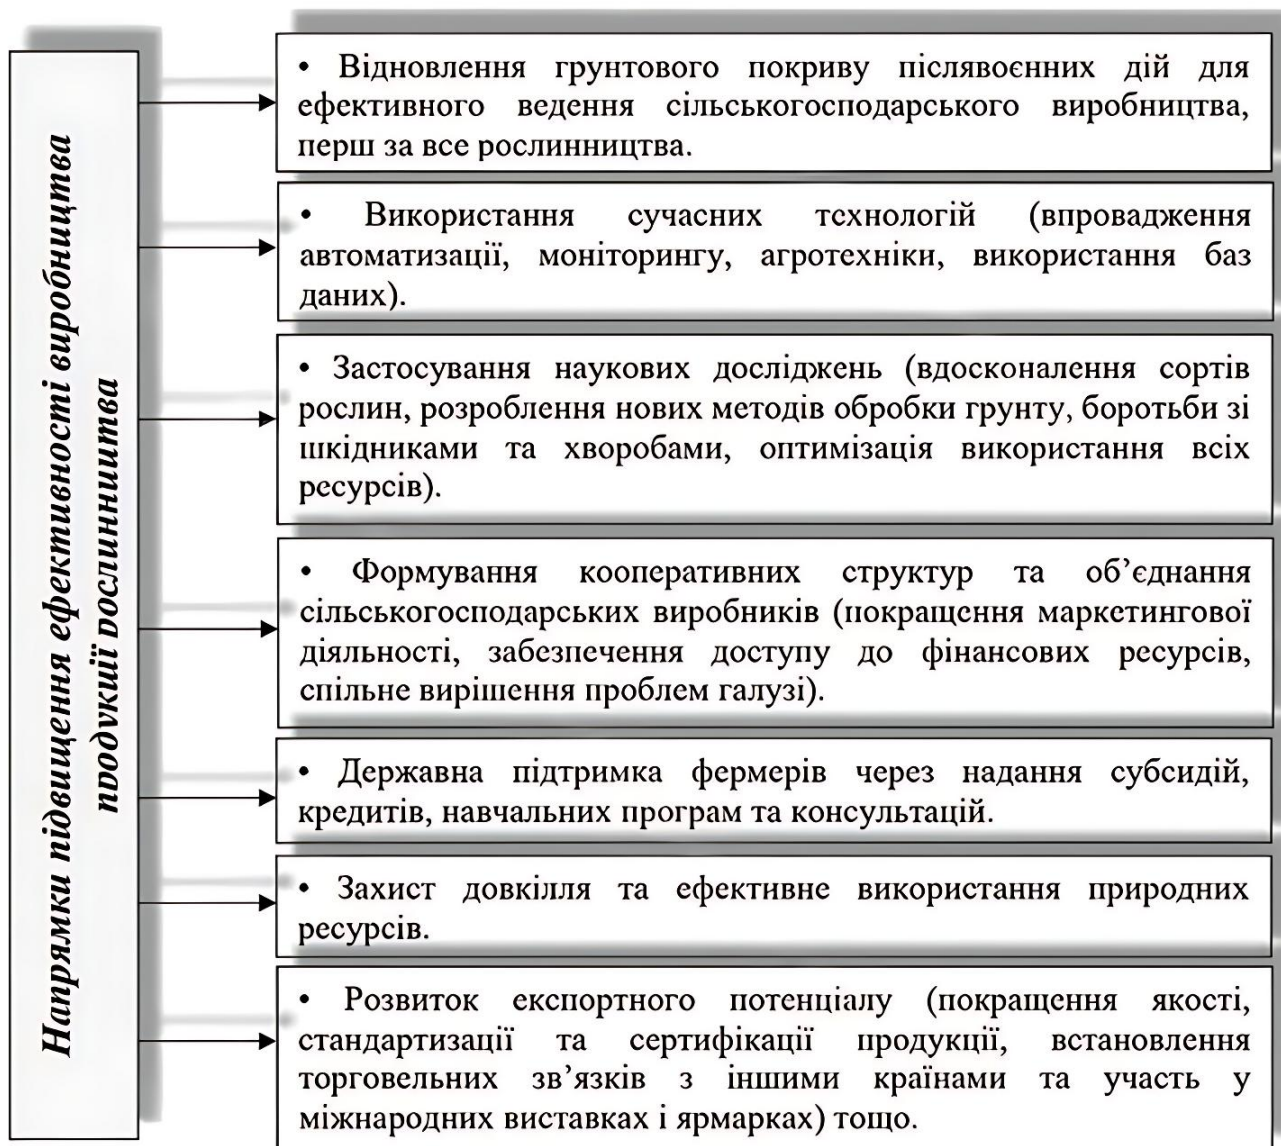 Напрямки підвищення ефективності виробництва
продукції рослинництва
• Відновлення грунтового покриву післявоєнних дій для
ефективного ведення сільськогосподарського виробництва,
перш за все рослинництва.
• Використання сучасних технологій (впровадження
автоматизації, моніторингу, агротехніки, використання баз
даних).
• Застосування наукових досліджень (вдосконалення сортів
рослин, розроблення нових методів обробки грунту, боротьби зі
шкідниками та хворобами, оптимізація використання всіх
ресурсів).
• Формування кооперативних структур та об’єднання
сільськогосподарських виробників (покращення маркетингової
діяльності, забезпечення доступу до фінансових ресурсів,
спільне вирішення проблем галузі).
• Державна підтримка фермерів через надання субсидій,
кредитів, навчальних програм та консультацій.
• Захист довкілля та ефективне використання природних
ресурсів.
• Розвиток експортного потенціалу (покращення якості,
стандартизації та сертифікації продукції, встановлення
торговельних зв’язків з іншими країнами та участь у
міжнародних виставках і ярмарках) тощо.